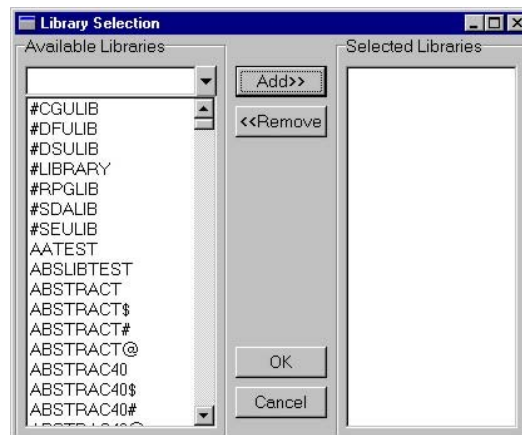 Library Selection
Available Libraries
Selected Libraries
Add>>
<<Remove
#CGULIB
#DFULIB
#DSULIB
#LIBRARY
#RPGLIB
#SDALIB
#SEULIB
AATEST
ABSLIBTEST
ABSTRACT
ABSTRACT$
ABSTRACT#
ABSTRACT@
ABSTRAC40
ABSTRAC40$
ABSTRAC40#
OK
Cancel